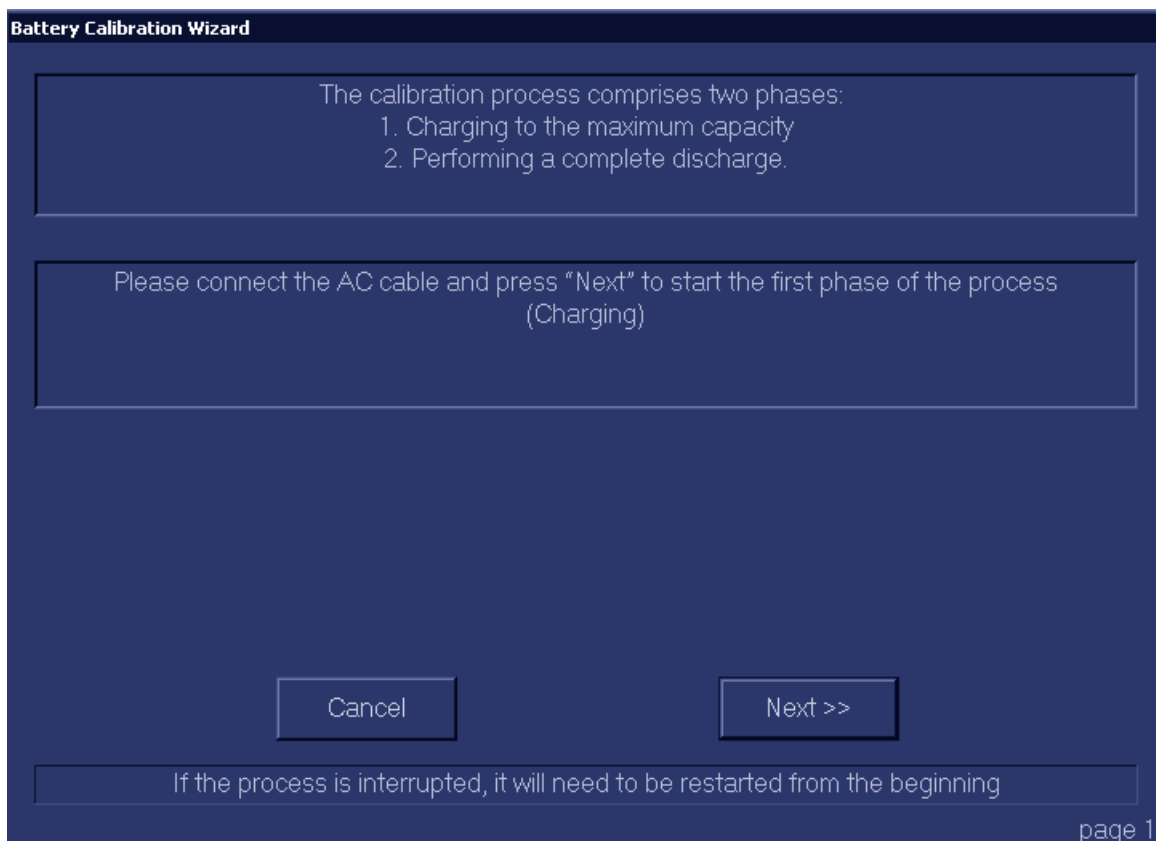 Battery Calibration Wizard
The calibration process comprises two phases:
1. Charging to the maximum capacity
2. Performing a complete discharge.
Please connect the AC cable and press “Next” to start the first phase of the process
(Charging)
Cancel
Next >>
If the process is interrupted, it will need to be restarted from the beginning
page 1